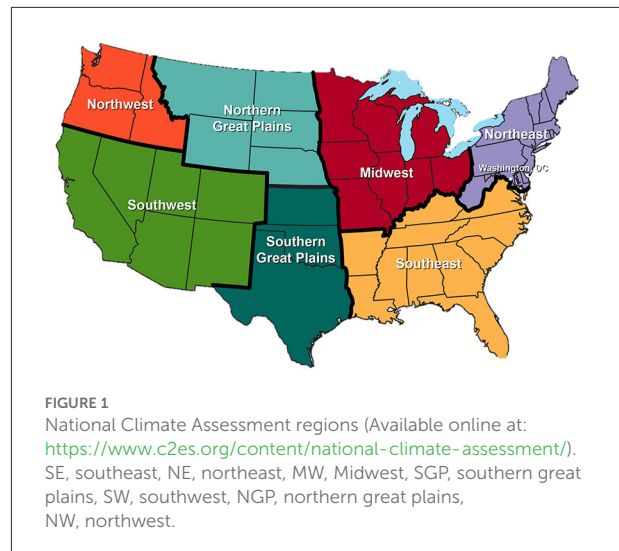 Northwest
Northern
Great Plains
Northeast
Washington, DC
Midwest
Southwest
Southern
Great Plains
Southeast
FIGURE 1
National Climate Assessment regions (Available online at:
https://www.c2es.org/content/national-climate-assessment/).
SE, southeast, NE, northeast, MW, Midwest, SGP, southern great
plains, SW, southwest, NGP, northern great plains,
NW, northwest.